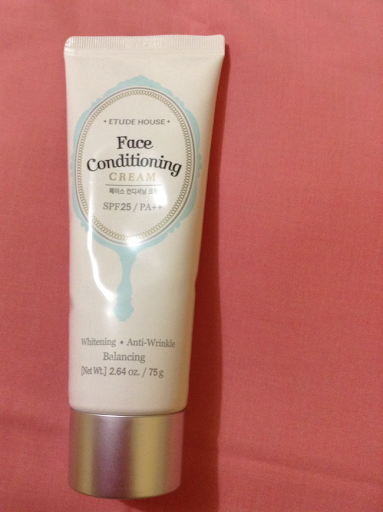 • ETUDE HOUSE •
Face
Conditioning
CREAM
페이스 컨디셔닝 크림
SPF25 / PA++
Whitening • Anti-Wrinkle
Balancing
[Net Wt.] 2.64 oz. / 75g